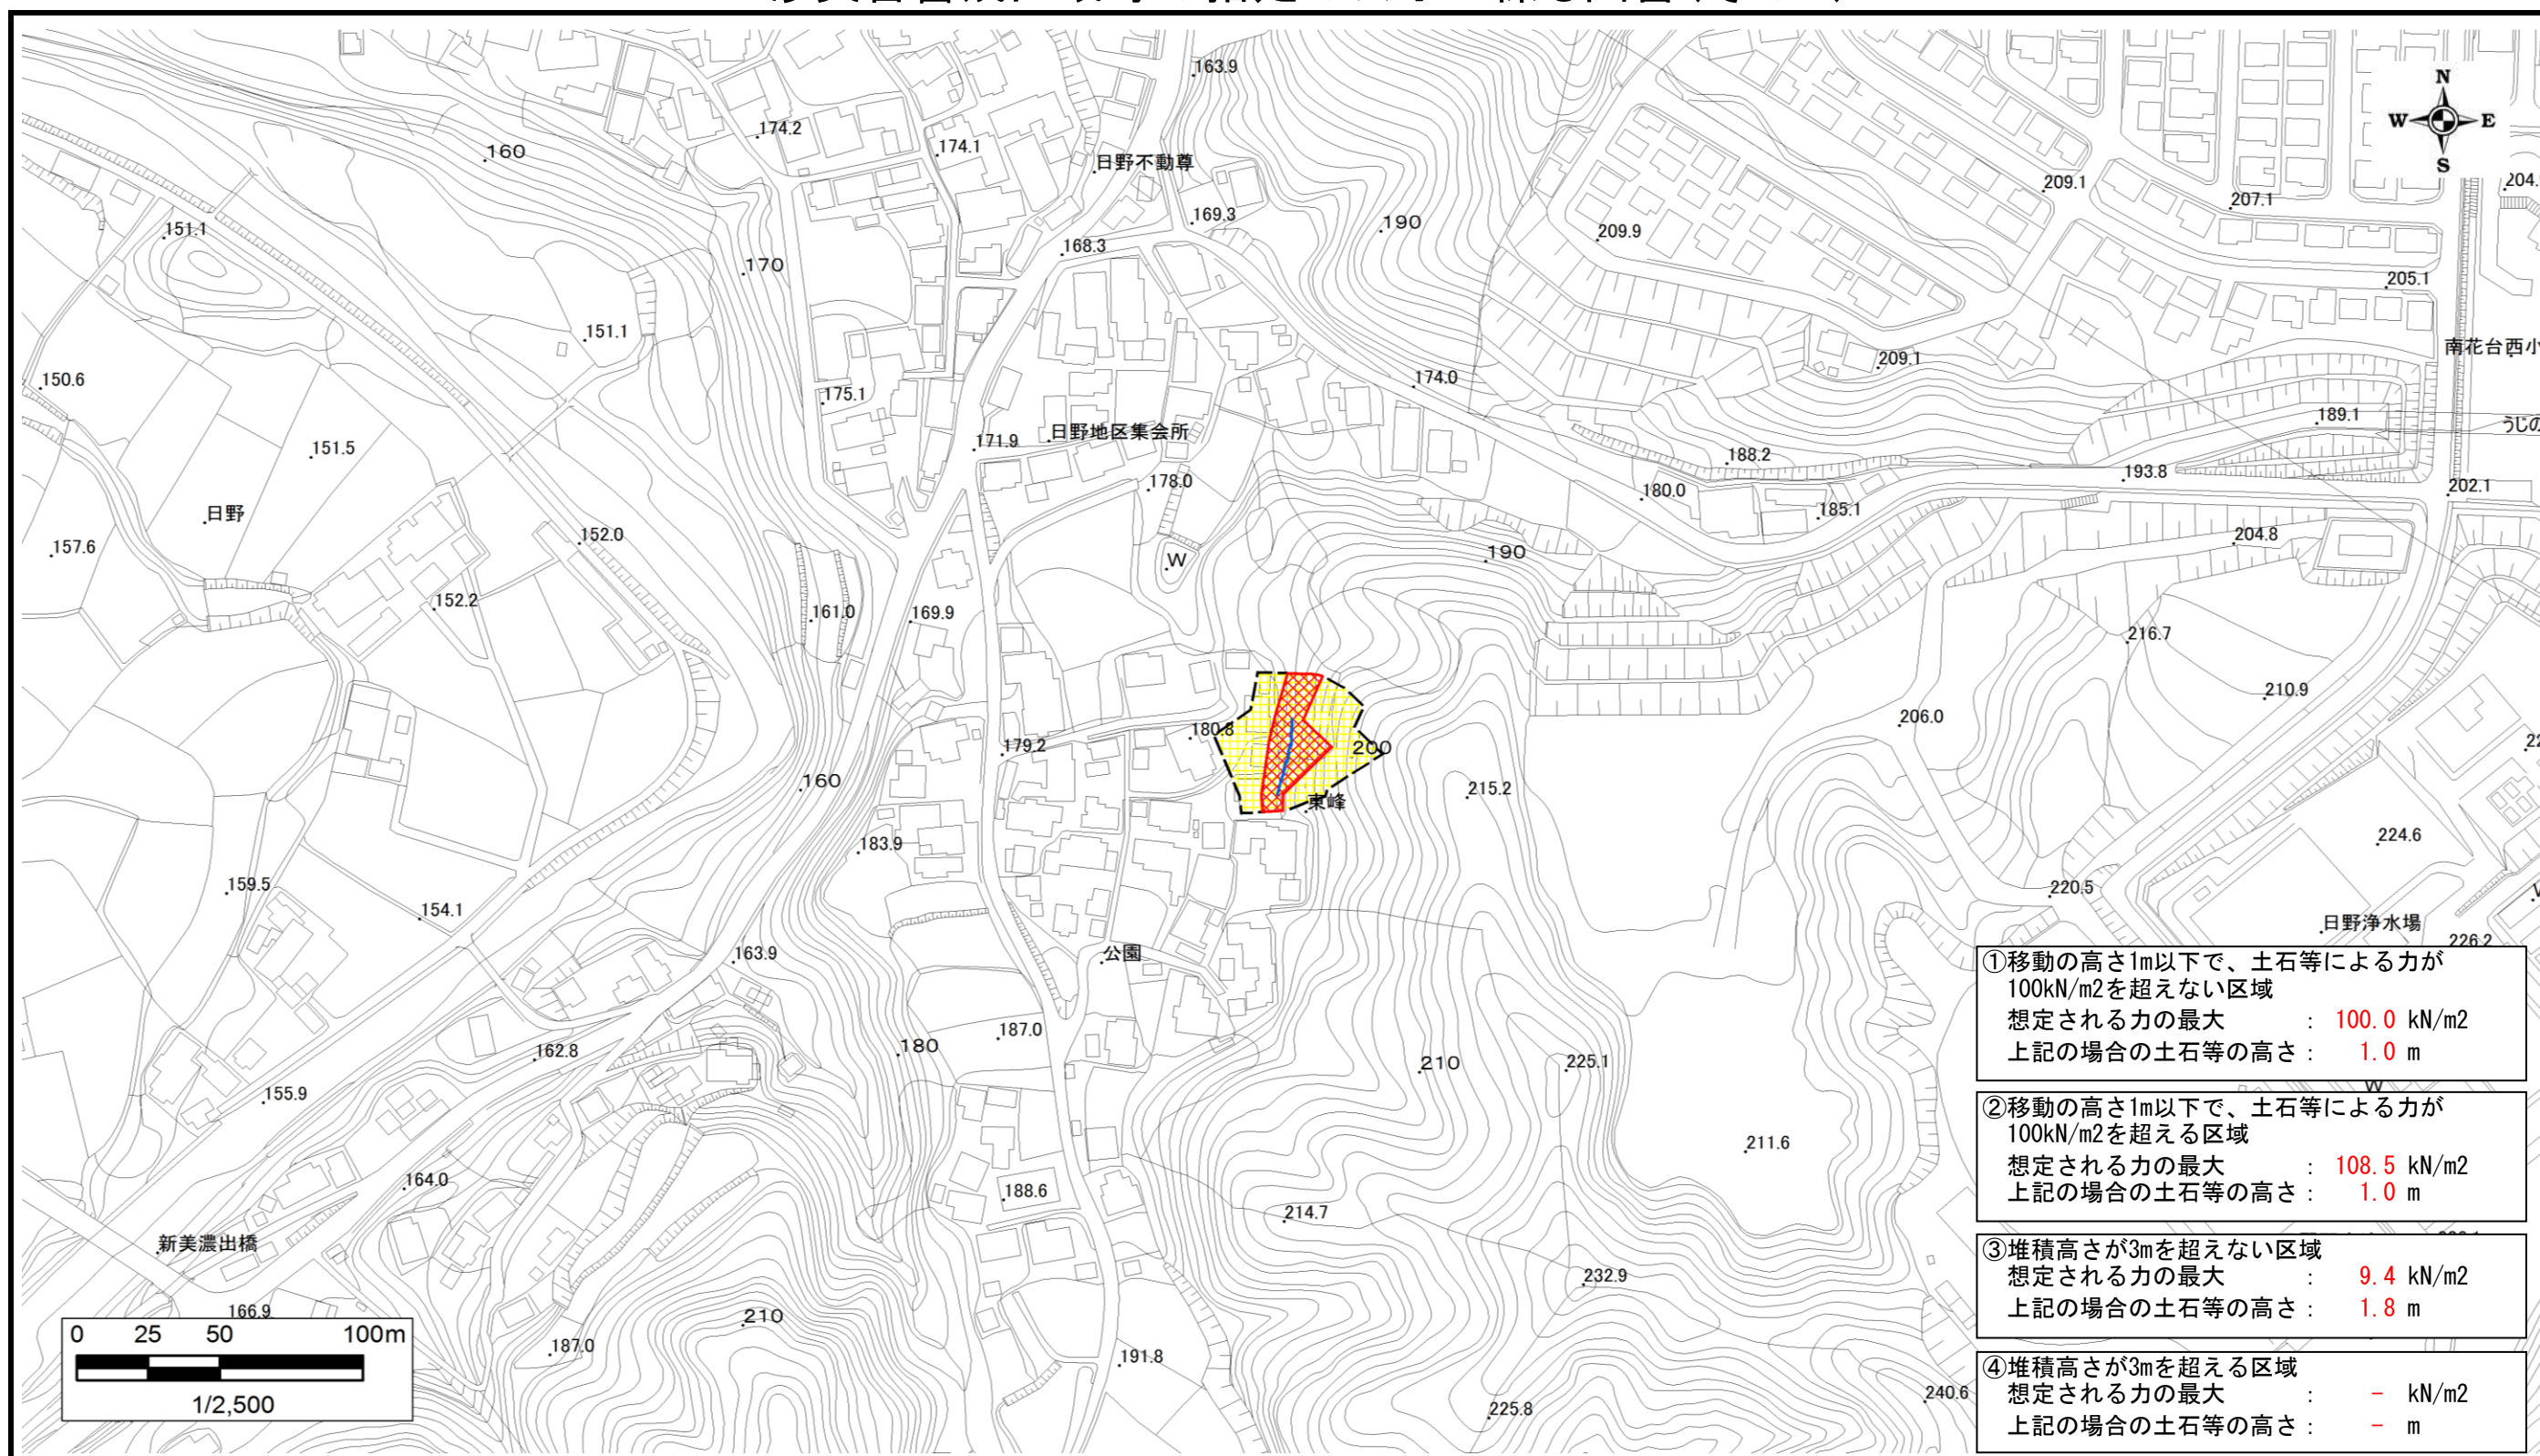 N
W E
S
163.9
174.2
174.1
160
日野不動尊
209.1
207.1
151.1
169.3
190
209.9
168.3
170
205.1
151.1
南花台西小
209.1
150.6
174.0
175.1
189.1
日野地区集会所
171.9
151.5
188.2
193.8
178.0
180.0
202.1
185.1
日野
152.0
204.8
157.6
190
W
152.2
161.0
169.9
216.7
210.9
206.0
180.8
179.2
200
160
215.2
東峰
224.6
183.9
159.5
220.5
154.1
日野浄水場
226.2
163.9
公園
187.0
180
162.8
210
225.1
155.9
W
211.6
164.0
188.6
214.7
新美濃出橋
232.9
166.9
210
187.0
191.8
240.6
225.8
①移動の高さ1m以下で、土石等による力が
100kN/m2を超えない区域
想定される力の最大 : 100.0 kN/m2
上記の場合の土石等の高さ : 1.0 m
②移動の高さ1m以下で、土石等による力が
100kN/m2を超える区域
想定される力の最大 : 108.5 kN/m2
上記の場合の土石等の高さ : 1.0 m
③堆積高さが3mを超えない区域
想定される力の最大 : 9.4 kN/m2
上記の場合の土石等の高さ : 1.8 m
④堆積高さが3mを超える区域
想定される力の最大 : - kN/m2
上記の場合の土石等の高さ : - m
0 25 50 100m
1/2,500